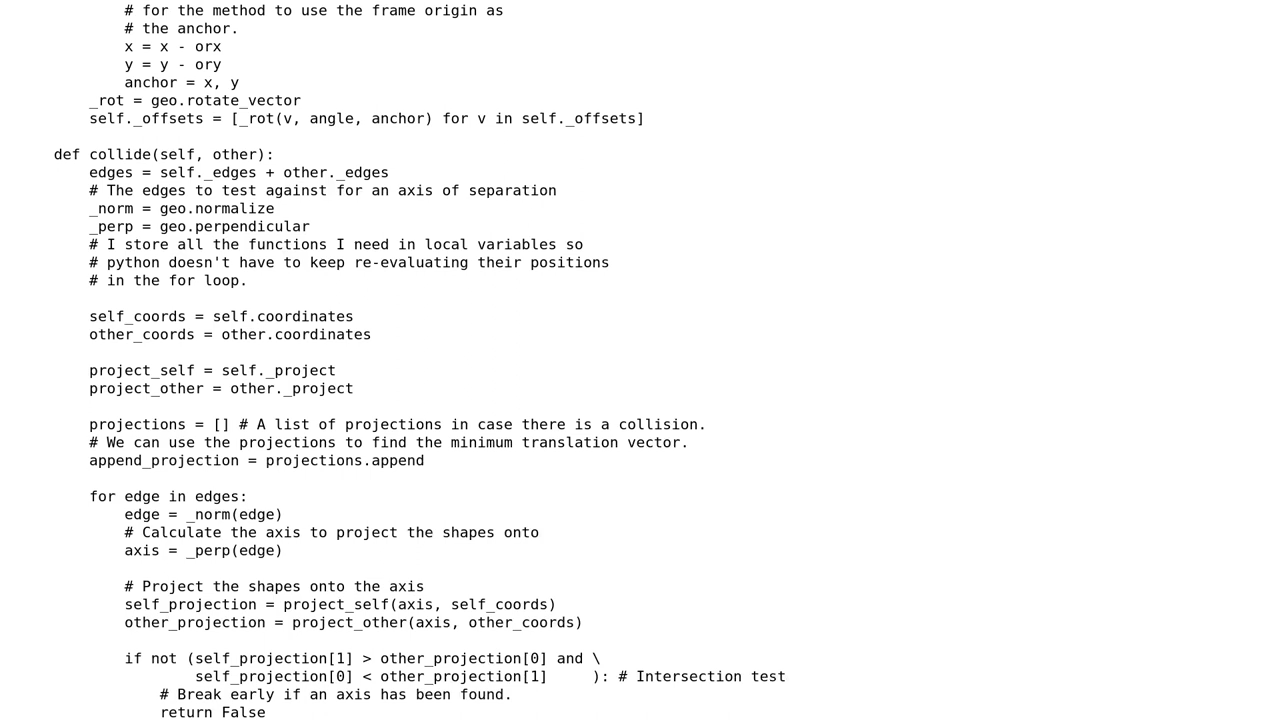 # for the method to use the frame origin as
            # the anchor.
            x = x - orx
            y = y - ory
            anchor = x, y
        _rot = geo.rotate_vector
        self._offsets = [_rot(v, angle, anchor) for v in self._offsets]

    def collide(self, other):
        edges = self._edges + other._edges
        # The edges to test against for an axis of separation
        _norm = geo.normalize
        _perp = geo.perpendicular
        # I store all the functions I need in local variables so
        # python doesn't have to keep re-evaluating their positions
        # in the for loop.

        self_coords = self.coordinates
        other_coords = other.coordinates

        project_self = self._project
        project_other = other._project

        projections = [] # A list of projections in case there is a collision.
        # We can use the projections to find the minimum translation vector.
        append_projection = projections.append

        for edge in edges:
            edge = _norm(edge)
            # Calculate the axis to project the shapes onto
            axis = _perp(edge)

            # Project the shapes onto the axis
            self_projection = project_self(axis, self_coords)
            other_projection = project_other(axis, other_coords)

            if not (self_projection[1] > other_projection[0] and \
                    self_projection[0] < other_projection[1]     ): # Intersection test
                # Break early if an axis has been found.
                return False